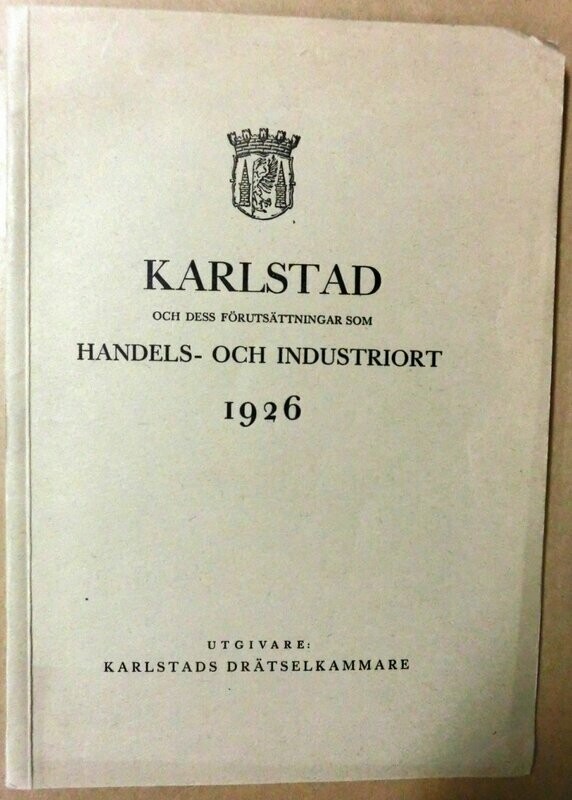 KARLSTAD
OCH DESS FÖRUTSÄTTNINGAR SOM
HANDELS- OCH INDUSTRIORT
1926
UTGIVARE:
KARLSTADS DRÄTSELKAMMARE